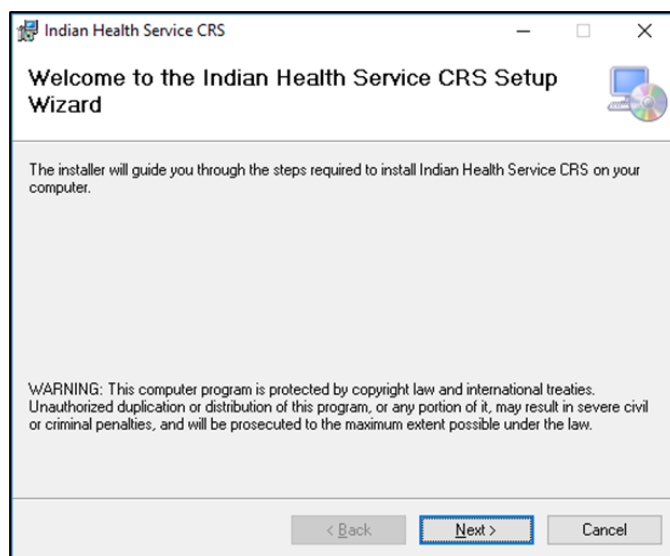 Indian Health Service CRS
Welcome to the Indian Health Service CRS Setup
Wizard
The installer will guide you through the steps required to install Indian Health Service CRS on your
computer.
WARNING: This computer program is protected by copyright law and international treaties.
Unauthorized duplication or distribution of this program, or any portion of it, may result in severe civil
or criminal penalties, and will be prosecuted to the maximum extent possible under the law.
< Back Next > Cancel